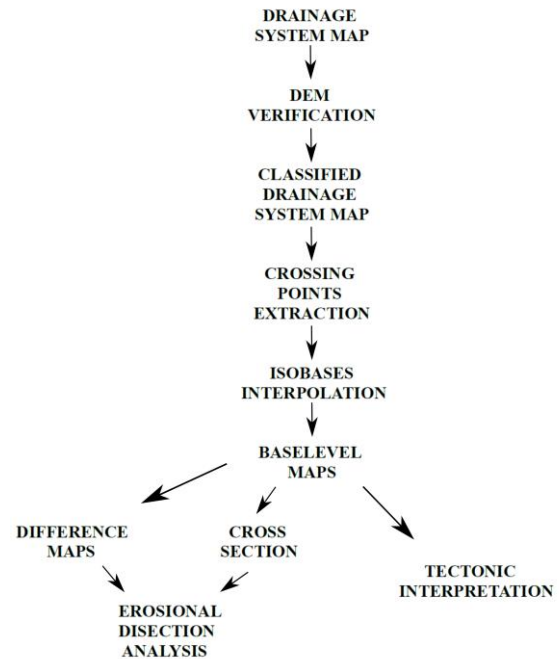 DRAINAGE
SYSTEM MAP
DEM
VERIFICATION
CLASSIFIED
DRAINAGE
SYSTEM MAP
CROSSING
POINTS
EXTRACTION
ISOBASES
INTERPOLATION
BASELEVEL
MAPS
DIFFERENCE
MAPS
CROSS
SECTION
TECTONIC
INTERPRETATION
EROSIONAL
DISECTION
ANALYSIS